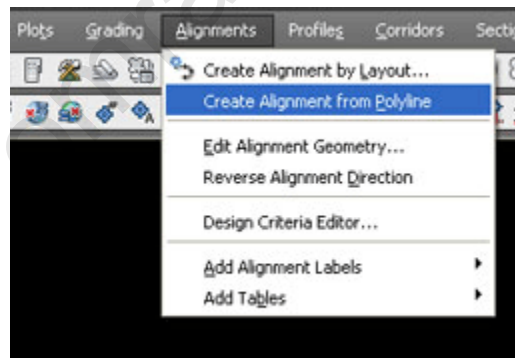 Plots Grading Alignments Profiles Corridors
Create Alignment by Layout...
Create Alignment from Polyline
Edit Alignment Geometry...
Reverse Alignment Direction
Design Criteria Editor...
Add Alignment Labels
Add Tables